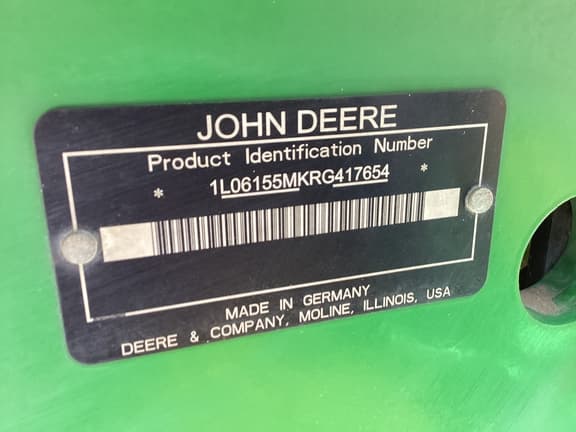 JOHN DEERE
Product Identification Number
* 1L06155MKRG417654 *
MADE IN GERMANY
DEERE & COMPANY, MOLINE, ILLINOIS, USA